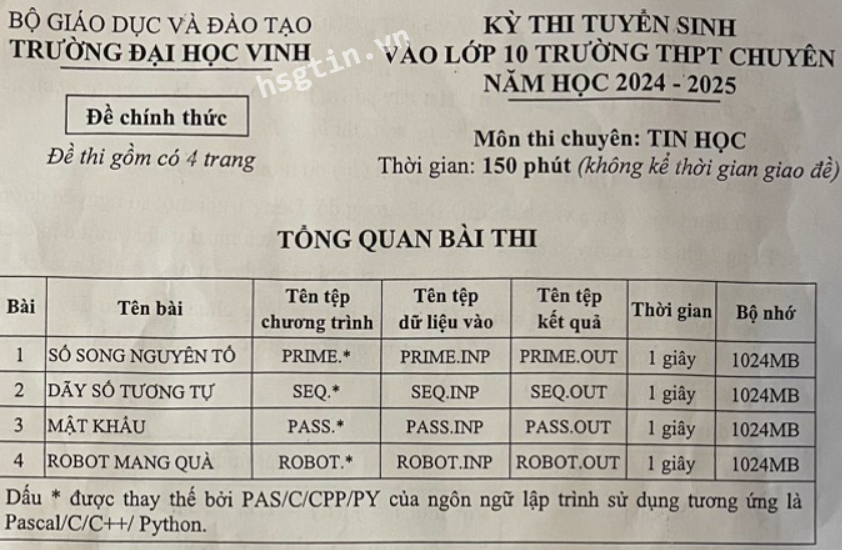 BỘ GIÁO DỤC VÀ ĐÀO TẠO
TRƯỜNG ĐẠI HỌC VINH
Đề chính thức
Đề thi gồm có 4 trang
KỲ THI TUYỂN SINH
VÀO LỚP 10 TRƯỜNG THPT CHUYÊN
NĂM HỌC 2024 - 2025
Môn thi chuyên: TIN HỌC
Thời gian: 150 phút (không kể thời gian giao đề)
hsgtin.vn
TỔNG QUAN BÀI THI
Bài Tên bài Tên tệp chương trình Tên tệp dữ liệu vào Tên tệp kết quả Thời gian Bộ nhớ
1 SỐ SONG NGUYÊN TỐ PRIME.* PRIME.INP PRIME.OUT 1 giây 1024MB
2 DÃY SỐ TƯƠNG TỰ SEQ.* SEQ.INP SEQ.OUT 1 giây 1024MB
3 MẬT KHẨU PASS.* PASS.INP PASS.OUT 1 giây 1024MB
4 ROBOT MANG QUÀ ROBOT.* ROBOT.INP ROBOT.OUT 1 giây 1024MB
Dấu * được thay thế bởi PAS/C/CPP/PY của ngôn ngữ lập trình sử dụng tương ứng là
Pascal/C/C++/ Python.